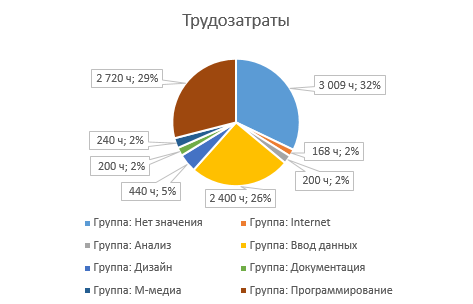 Трудозатраты
2 720 ч; 29%
3 009 ч; 32%
240 ч; 2%
168 ч; 2%
200 ч; 2%
200 ч; 2%
440 ч; 5%
2 400 ч; 26%
Группа: Нет значения
Группа: Internet
Группа: Анализ
Группа: Ввод данных
Группа: Дизайн
Группа: Документация
Группа: М-медиа
Группа: Программирование